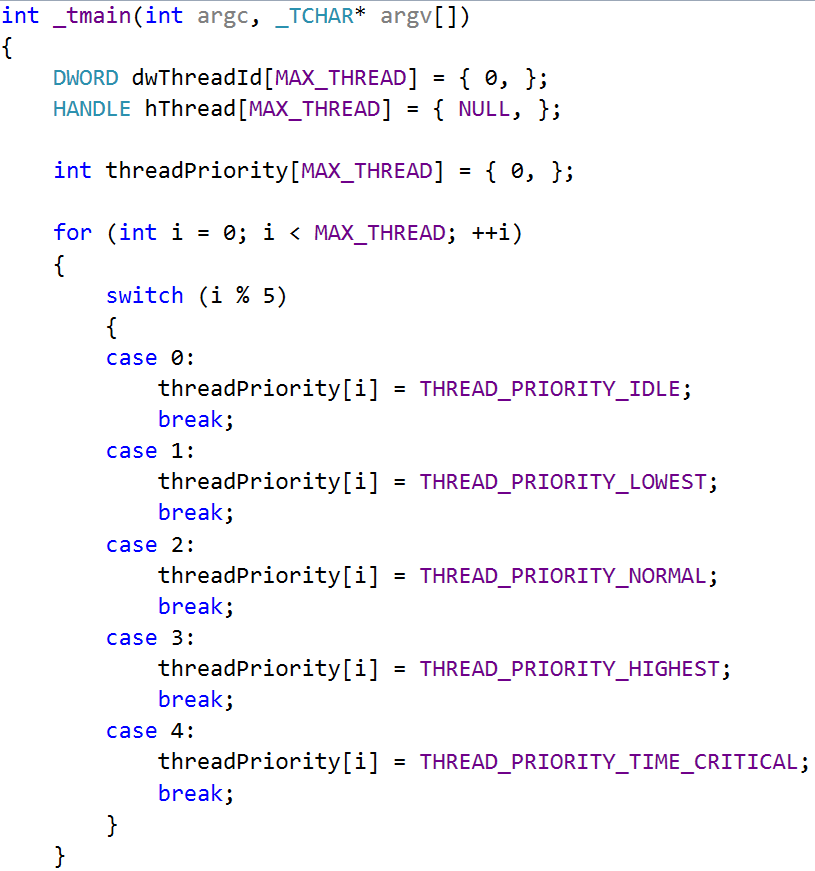 int _tmain(int argc, _TCHAR* argv[])
{
    DWORD dwThreadId[MAX_THREAD] = { 0, };
    HANDLE hThread[MAX_THREAD] = { NULL, };

    int threadPriority[MAX_THREAD] = { 0, };

    for (int i = 0; i < MAX_THREAD; ++i)
    {
        switch (i % 5)
        {
        case 0:
            threadPriority[i] = THREAD_PRIORITY_IDLE;
            break;
        case 1:
            threadPriority[i] = THREAD_PRIORITY_LOWEST;
            break;
        case 2:
            threadPriority[i] = THREAD_PRIORITY_NORMAL;
            break;
        case 3:
            threadPriority[i] = THREAD_PRIORITY_HIGHEST;
            break;
        case 4:
            threadPriority[i] = THREAD_PRIORITY_TIME_CRITICAL;
            break;
        }
    }